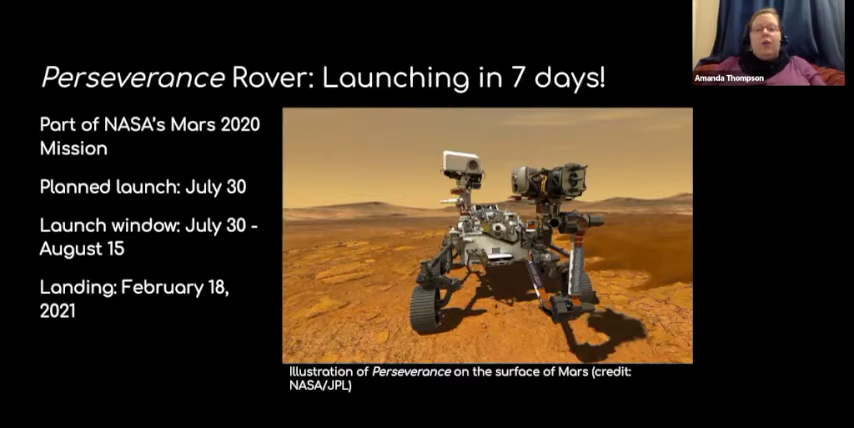 Perseverance Rover: Launching in 7 days!
Part of NASA's Mars 2020
Mission
Planned launch: July 30
Launch window: July 30 -
August 15
Landing: February 18,
2021
Illustration of Perseverance on the surface of Mars (credit:
NASA/JPL)
Amanda Thompson